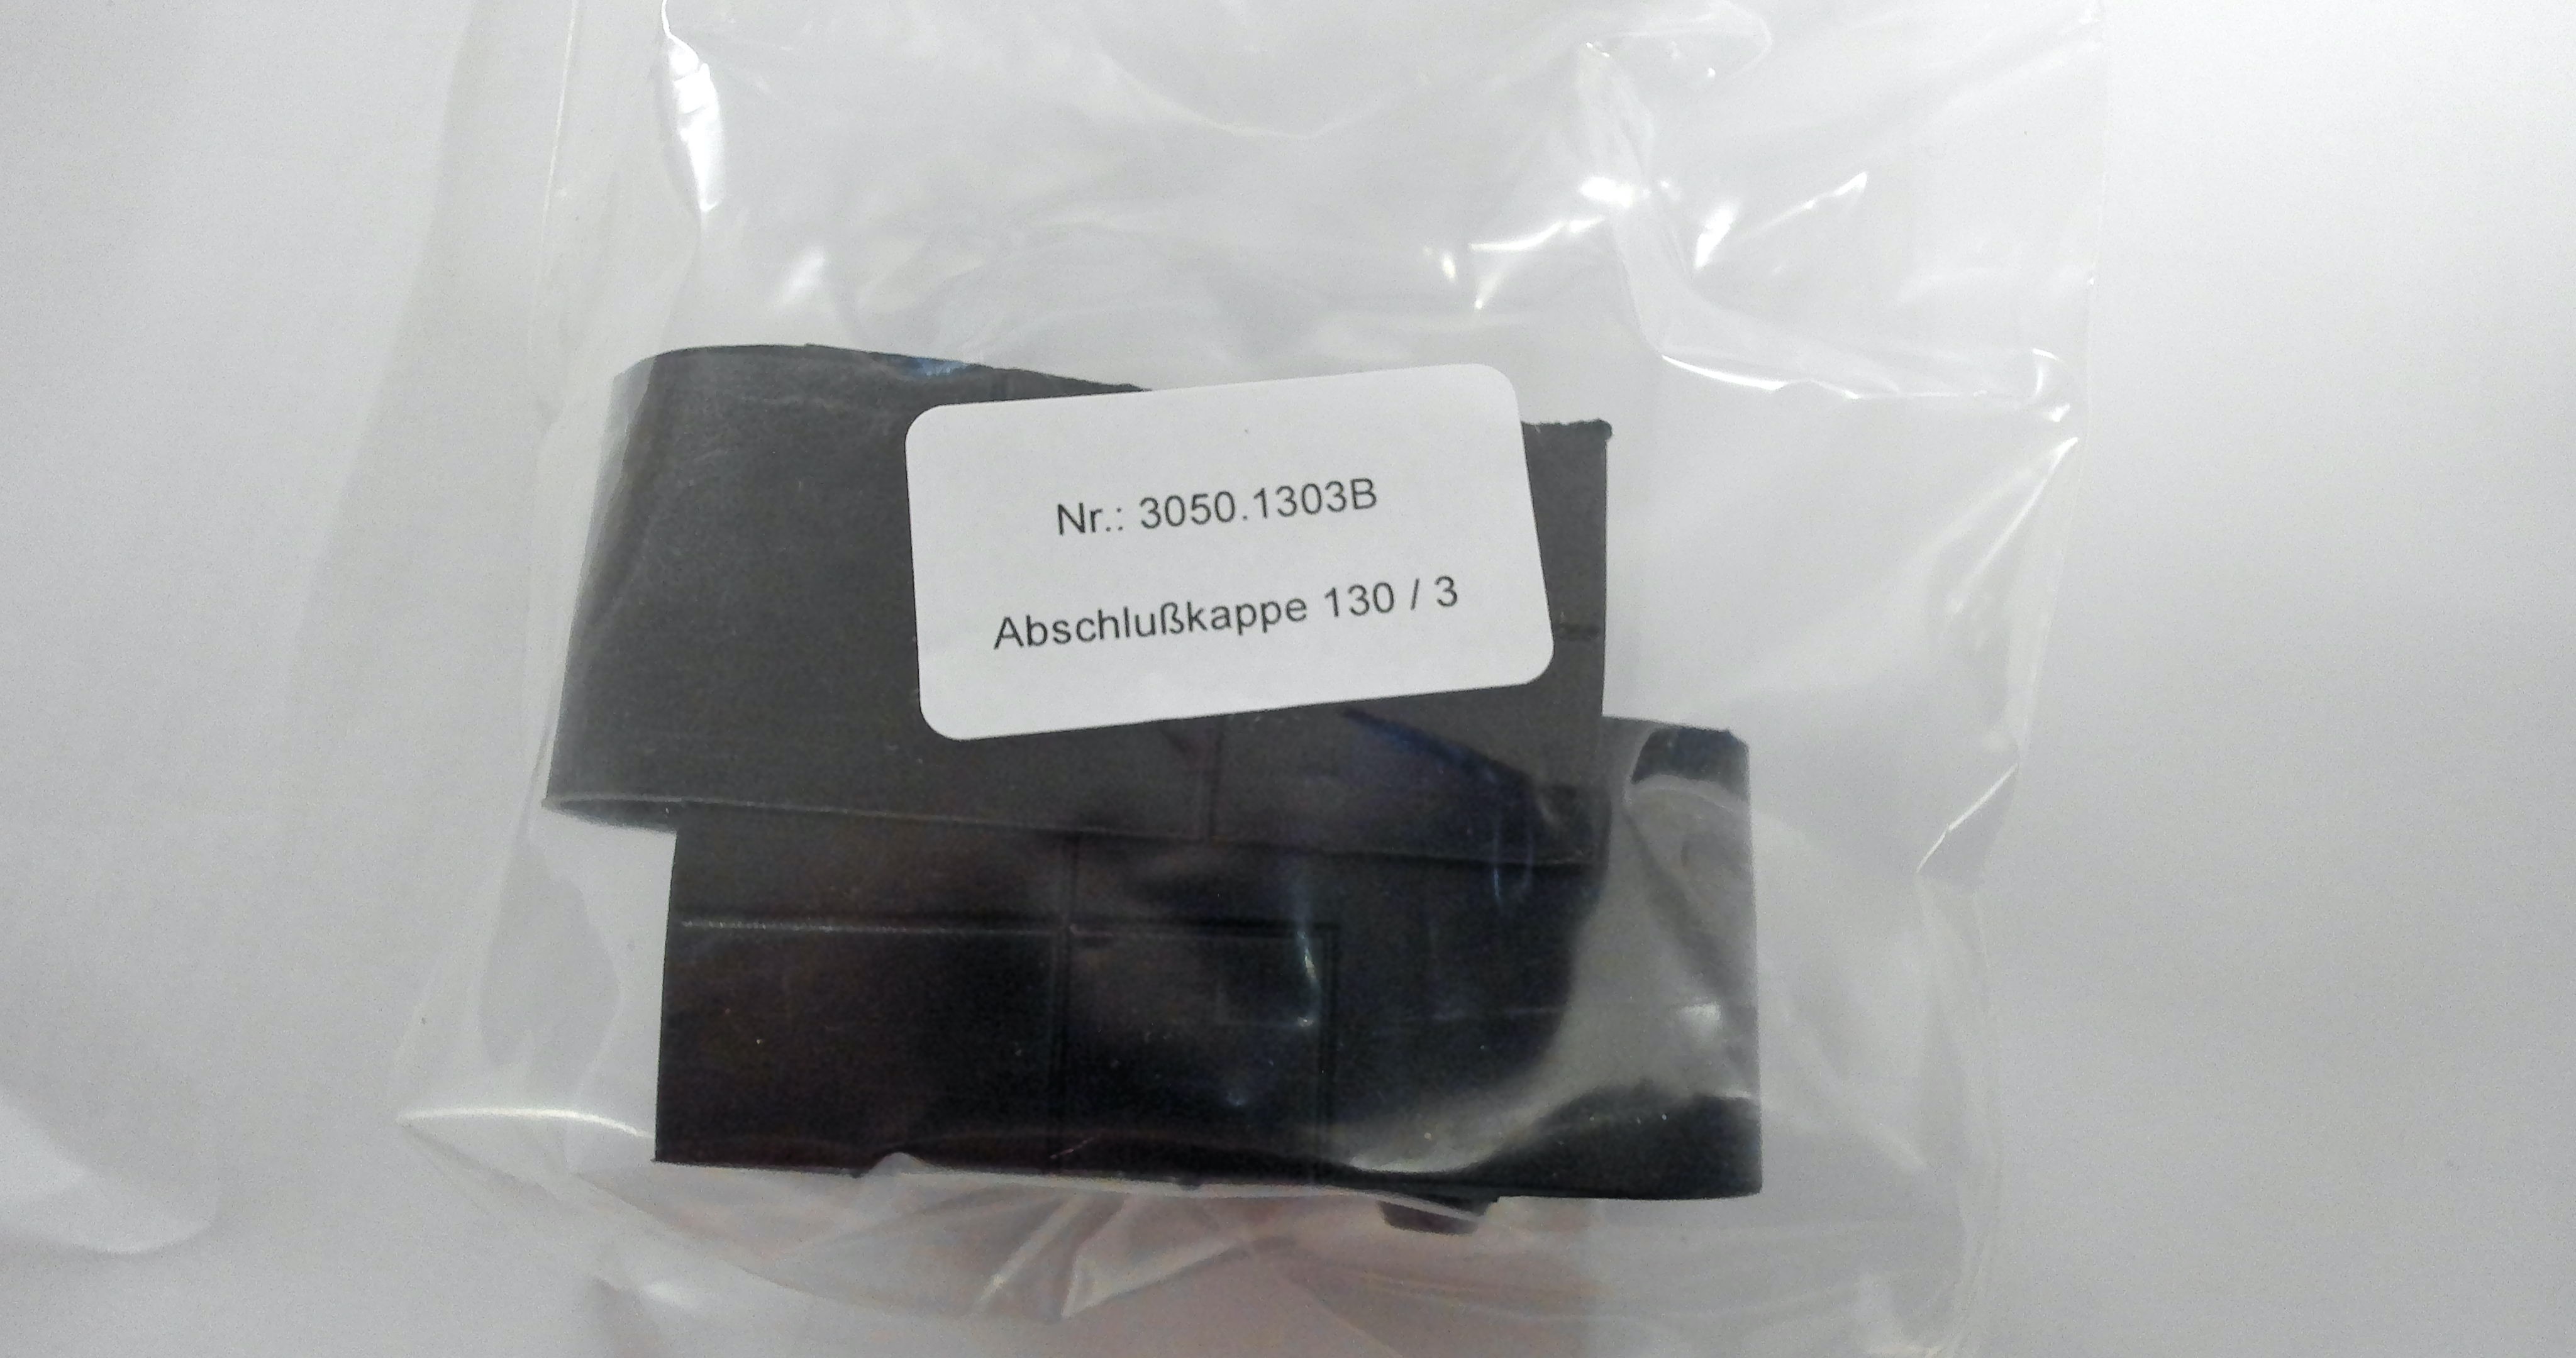 Nr.: 3050.1303B
Abschlußkappe 130 / 3